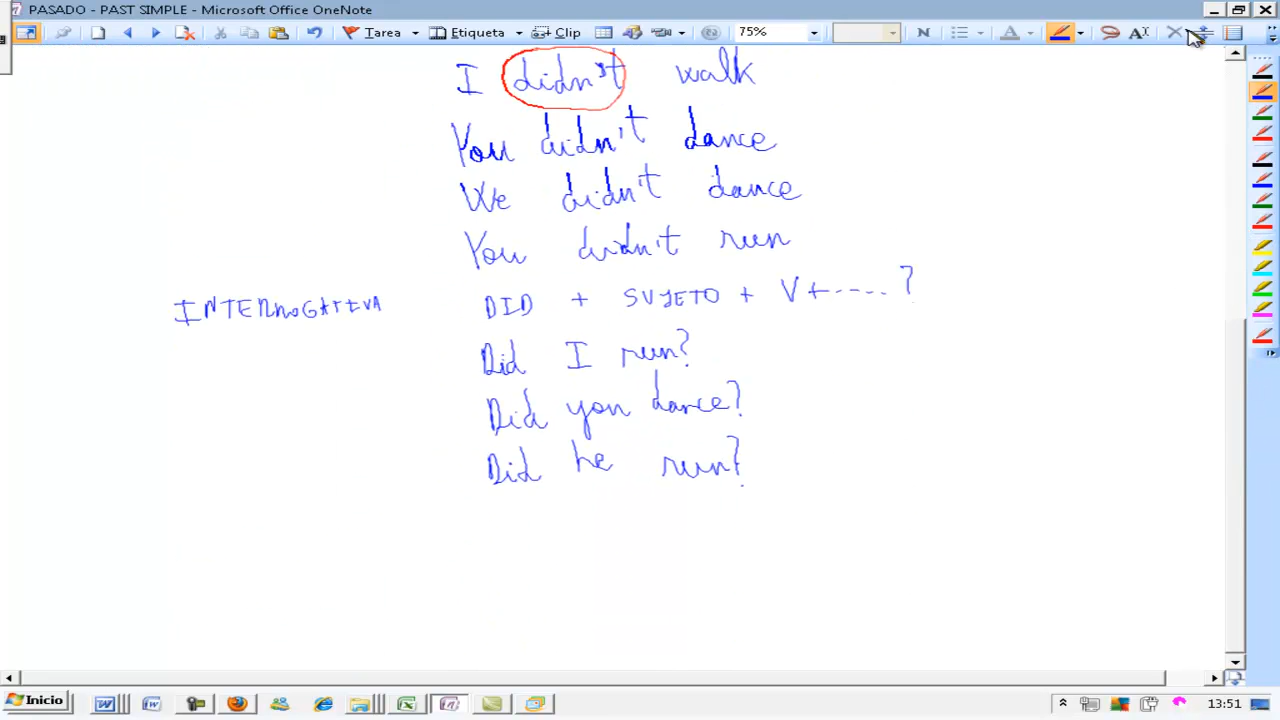 PASADO - PAST SIMPLE - Microsoft Office OneNote
Tarea Etiqueta Clip 75% N A A
I didn't walk
You didn't dance
We didn't dance
You didn't run
INTERROGATIVA DID + SUJETO + V + ----- ?
Did I run?
Did you dance?
Did he run?
Inicio 13:51